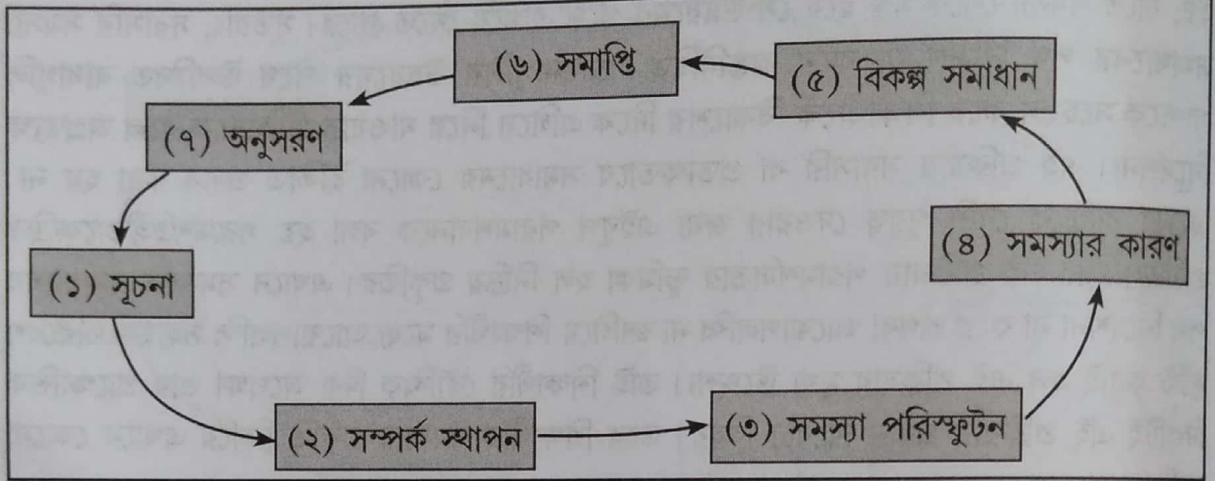 (৬) সমাপ্তি
(৫) বিকল্প সমাধান
(৭) অনুসরণ
(৪) সমস্যার কারণ
(১) সূচনা
(২) সম্পর্ক স্থাপন
(৩) সমস্যা পরিস্ফুটন